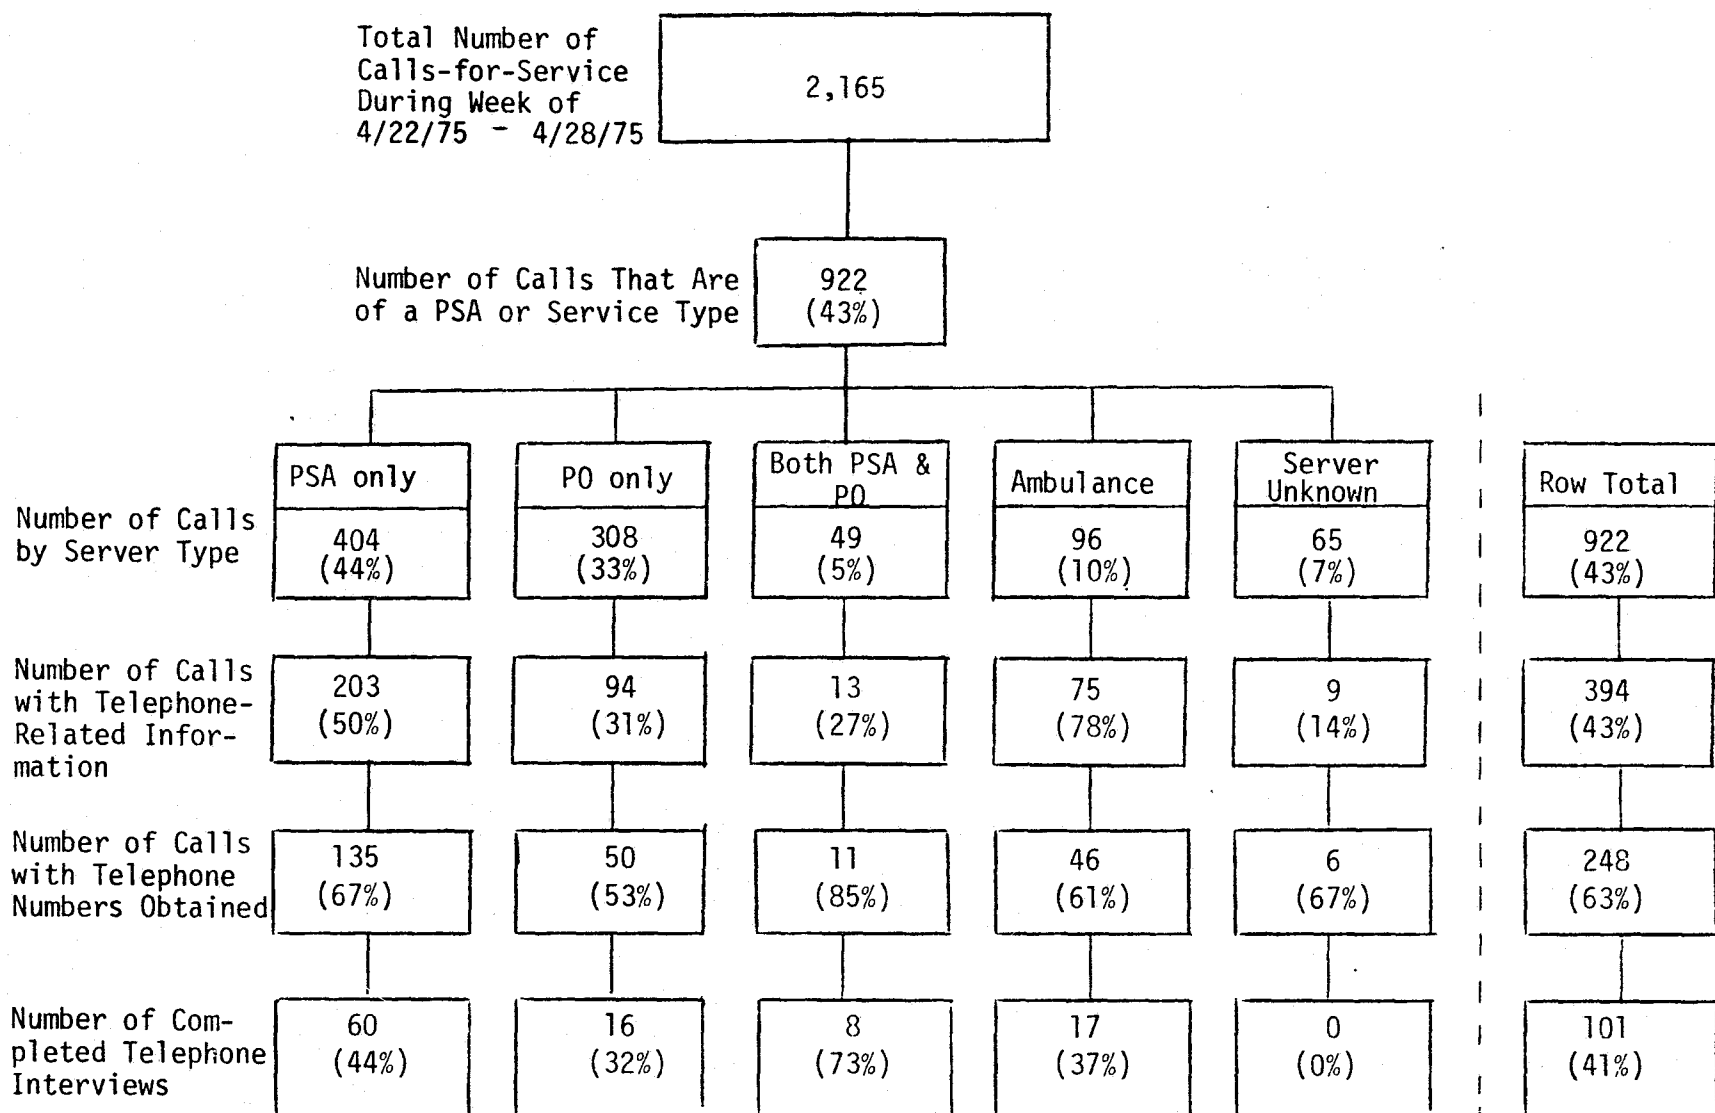 Total Number of
Calls-for-Service
During Week of
4/22/75 - 4/28/75
2,165
Number of Calls That Are
of a PSA or Service Type
922
(43%)
PSA only
PO only
Both PSA &
PO
Ambulance
Server
Unknown
Row Total
Number of Calls
by Server Type
404
(44%)
308
(33%)
49
(5%)
96
(10%)
65
(7%)
922
(43%)
Number of Calls
with Telephone-
Related Infor-
mation
203
(50%)
94
(31%)
13
(27%)
75
(78%)
9
(14%)
394
(43%)
Number of Calls
with Telephone
Numbers Obtained
135
(67%)
50
(53%)
11
(85%)
46
(61%)
6
(67%)
248
(63%)
Number of Com-
pleted Telephone
Interviews
60
(44%)
16
(32%)
8
(73%)
17
(37%)
0
(0%)
101
(41%)